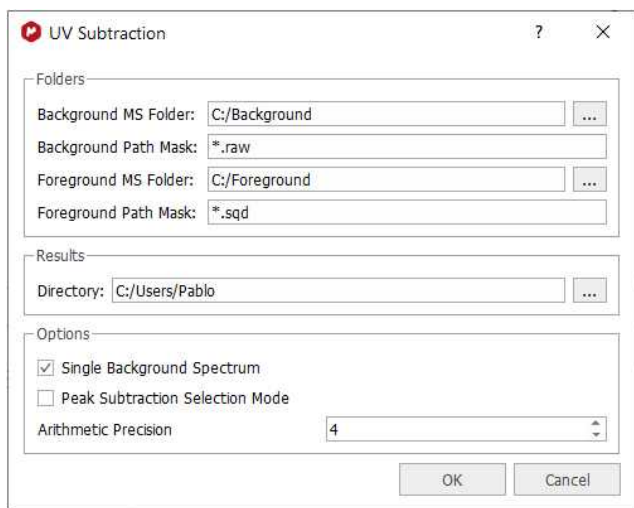 UV Subtraction ?
Folders
Background MS Folder: C:/Background ...
Background Path Mask: *.raw
Foreground MS Folder: C:/Foreground ...
Foreground Path Mask: *.sqd
Results
Directory: C:/Users/Pablo ...
Options
Single Background Spectrum
Peak Subtraction Selection Mode
Arithmetic Precision 4
OK Cancel